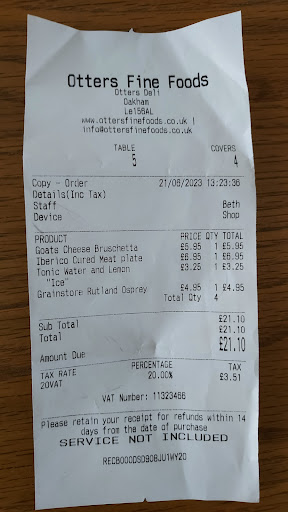 Otters Fine Foods
Otters Deli
Oakham
Le156AL
www.ottersfinefoods.co.uk |
info@ottersfinefoods.co.uk
TABLE COVERS
5 4
Copy - Order 21/06/2023 13:23:36
Details(Inc Tax)
Staff Beth
Device Shop
PRODUCT PRICE QTY TOTAL
Goats Cheese Bruschetta £5.95 1 £5.95
Iberico Cured Meat plate £6.95 1 £6.95
Tonic Water and Lemon £3.25 1 £3.25
"Ice"
Grainstore Rutland Osprey £4.95 1 £4.95
Total Qty 4
Sub Total £21.10
Total £21.10
Amount Due £21.10
TAX RATE PERCENTAGE TAX
20VAT 20.00% £3.51
VAT Number: 11323466
Please retain your receipt for refunds within 14
days from the date of purchase
SERVICE NOT INCLUDED